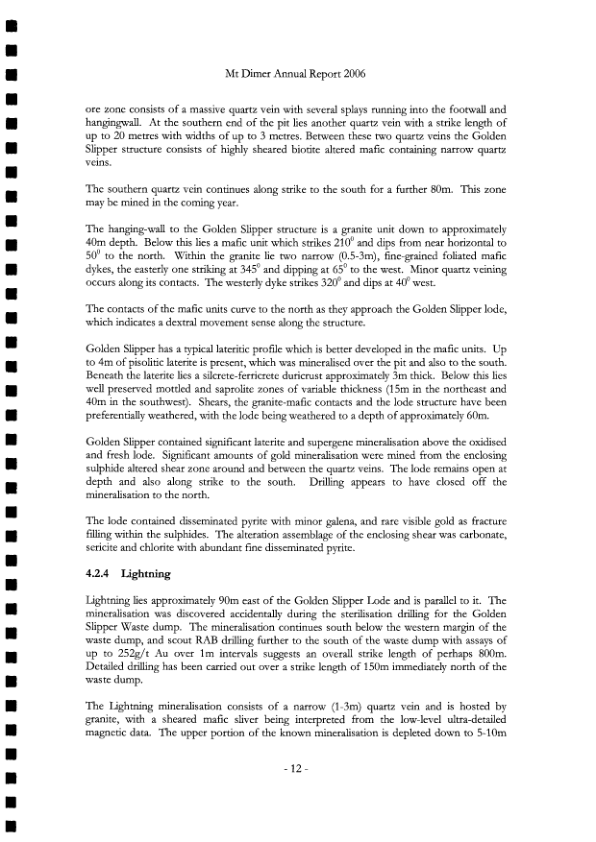 Mt Dimer Annual Report 2006
ore zone consists of a massive quartz vein with several splays running into the footwall and
hangingwall. At the southern end of the pit lies another quartz vein with a strike length of
up to 20 metres with widths of up to 3 metres. Between these two quartz veins the Golden
Slipper structure consists of highly sheared biotite altered mafic containing narrow quartz
veins.
The southern quartz vein continues along strike to the south for a further 80m. This zone
may be mined in the coming year.
The hanging-wall to the Golden Slipper structure is a granite unit down to approximately
40m depth. Below this lies a mafic unit which strikes 210⁰ and dips from near horizontal to
50⁰ to the north. Within the granite lie two narrow (0.5-3m), fine-grained foliated mafic
dykes, the easterly one striking at 345⁰ and dipping at 65⁰ to the west. Minor quartz veining
occurs along its contacts. The westerly dyke strikes 320⁰ and dips at 40⁰ west.
The contacts of the mafic units curve to the north as they approach the Golden Slipper lode,
which indicates a dextral movement sense along the structure.
Golden Slipper has a typical lateritic profile which is better developed in the mafic units. Up
to 4m of pisolitic laterite is present, which was mineralised over the pit and also to the south.
Beneath the laterite lies a silcrete-ferricrete duricrust approximately 3m thick. Below this lies
well preserved mottled and saprolite zones of variable thickness (15m in the northeast and
40m in the southwest). Shears, the granite-mafic contacts and the lode structure have been
preferentially weathered, with the lode being weathered to a depth of approximately 60m.
Golden Slipper contained significant laterite and supergene mineralisation above the oxidised
and fresh lode. Significant amounts of gold mineralisation were mined from the enclosing
sulphide altered shear zone around and between the quartz veins. The lode remains open at
depth and also along strike to the south. Drilling appears to have closed off the
mineralisation to the north.
The lode contained disseminated pyrite with minor galena, and rare visible gold as fracture
filling within the sulphides. The alteration assemblage of the enclosing shear was carbonate,
sericite and chlorite with abundant fine disseminated pyrite.
4.2.4 Lightning
Lightning lies approximately 90m east of the Golden Slipper Lode and is parallel to it. The
mineralisation was discovered accidentally during the sterilisation drilling for the Golden
Slipper Waste dump. The mineralisation continues south below the western margin of the
waste dump, and scout RAB drilling further to the south of the waste dump with assays of
up to 252g/t Au over 1m intervals suggests an overall strike length of perhaps 800m.
Detailed drilling has been carried out over a strike length of 150m immediately north of the
waste dump.
The Lightning mineralisation consists of a narrow (1-3m) quartz vein and is hosted by
granite, with a sheared mafic sliver being interpreted from the low-level ultra-detailed
magnetic data. The upper portion of the known mineralisation is depleted down to 5-10m
- 12 -